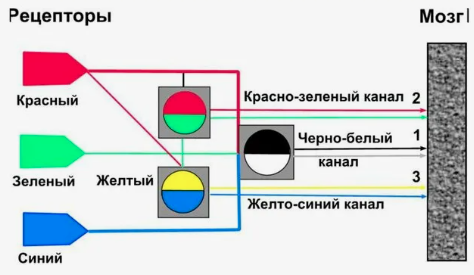 Рецепторы
Мозг
Красный
Красно-зеленый канал 2
Черно-белый 1
канал
Зеленый
Желтый
3
Желто-синий канал
Синий